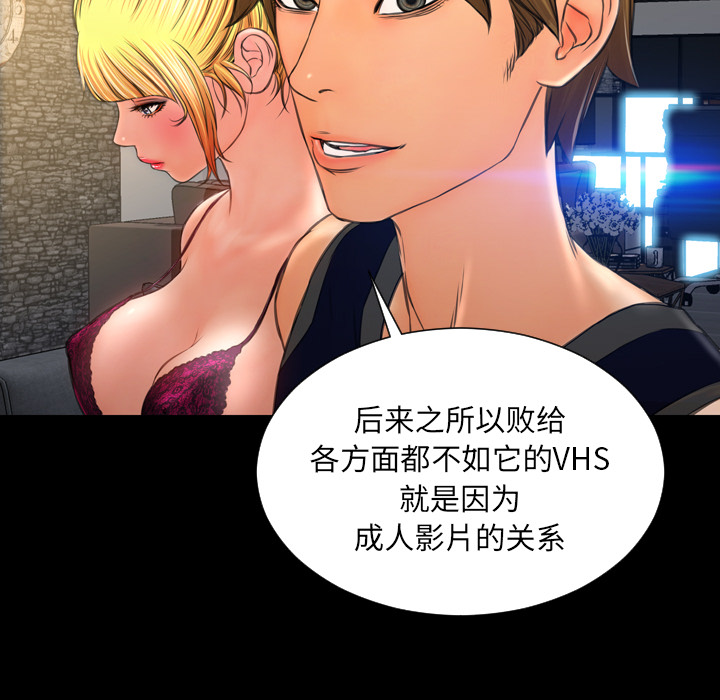 后来之所以败给
各方面都不如它的VHS
就是因为
成人影片的关系